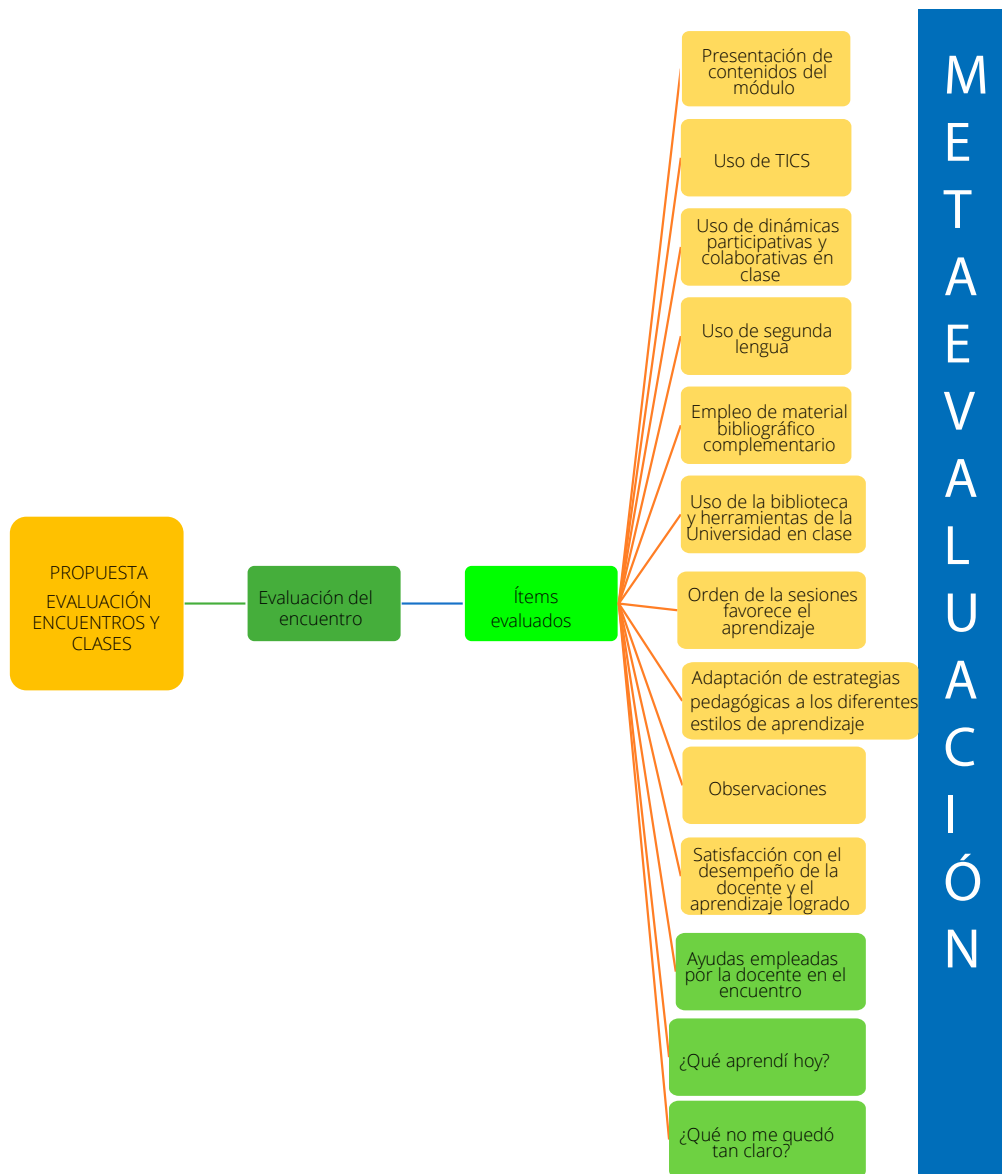 PROPUESTA
EVALUACIÓN
ENCUENTROS Y
CLASES
Evaluación del
encuentro
Ítems
evaluados
Presentación de
contenidos del
módulo
Uso de TICS
Uso de dinámicas
participativas y
colaborativas en
clase
Uso de segunda
lengua
Empleo de material
bibliográfico
complementario
Uso de la biblioteca
y herramientas de la
Universidad en clase
Orden de la sesiones
favorece el
aprendizaje
Adaptación de estrategias
pedagógicas a los diferentes
estilos de aprendizaje
Observaciones
Satisfacción con el
desempeño de la
docente y el
aprendizaje logrado
Ayudas empleadas
por la docente en el
encuentro
¿Qué aprendí hoy?
¿Qué no me quedó
tan claro?
METAEVALUACIÓN